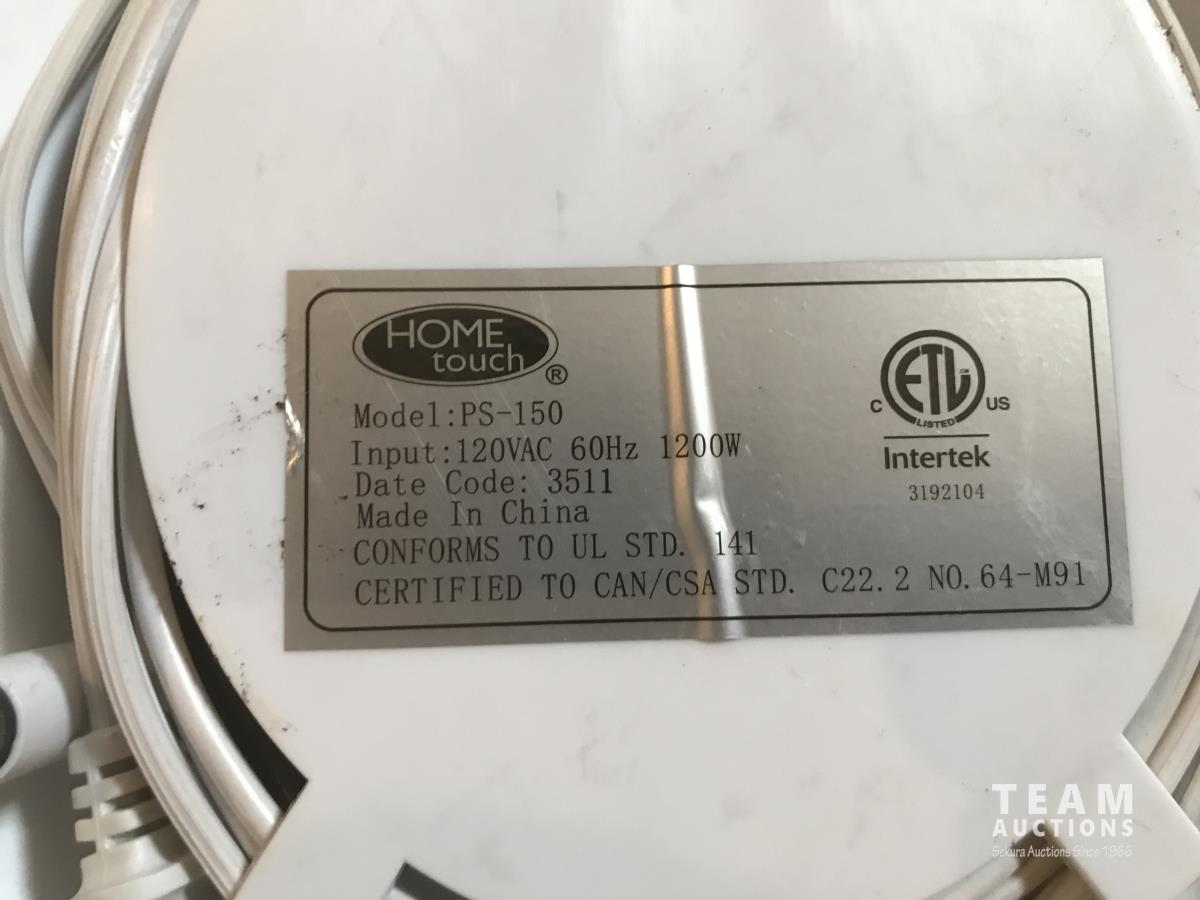 HOME
touch
®
Model:PS-150
Input:120VAC 60Hz 1200W
Date Code: 3511
Made In China
CONFORMS TO UL STD. 141
CERTIFIED TO CAN/CSA STD. C22.2 NO.64-M91
ETL
CM
C US
LISTED
Intertek
3192104
TEAM
AUCTIONS
Sekura Auctions Since 1966